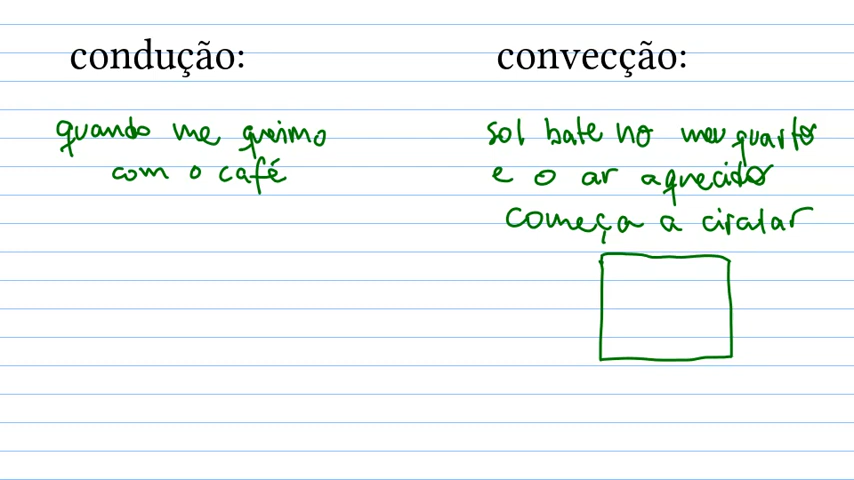 condução:
quando me queimo
com o café
convecção:
sol bate no meu quarto
e o ar aquecido
começa a circular